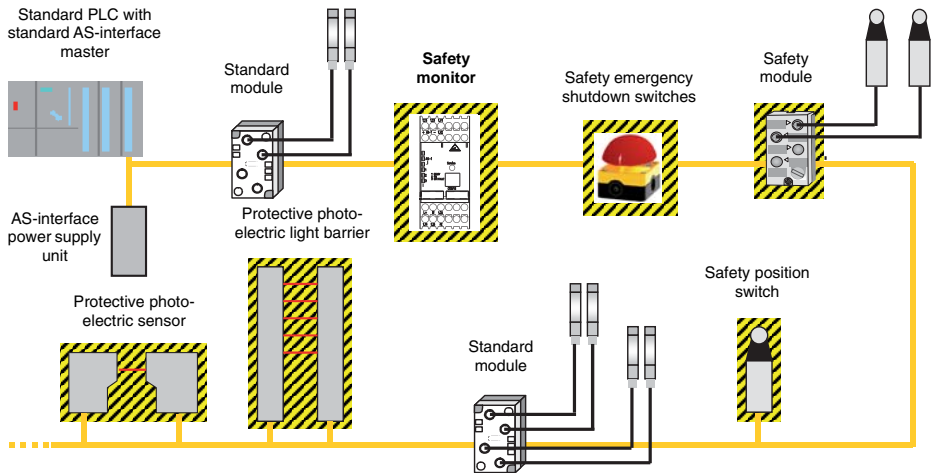 Standard PLC with
standard AS-interface
master
Standard
module
Safety
monitor
Safety emergency
shutdown switches
Safety
module
AS-interface
power supply
unit
Protective photo-
electric light barrier
Protective photo-
electric sensor
Standard
module
Safety position
switch